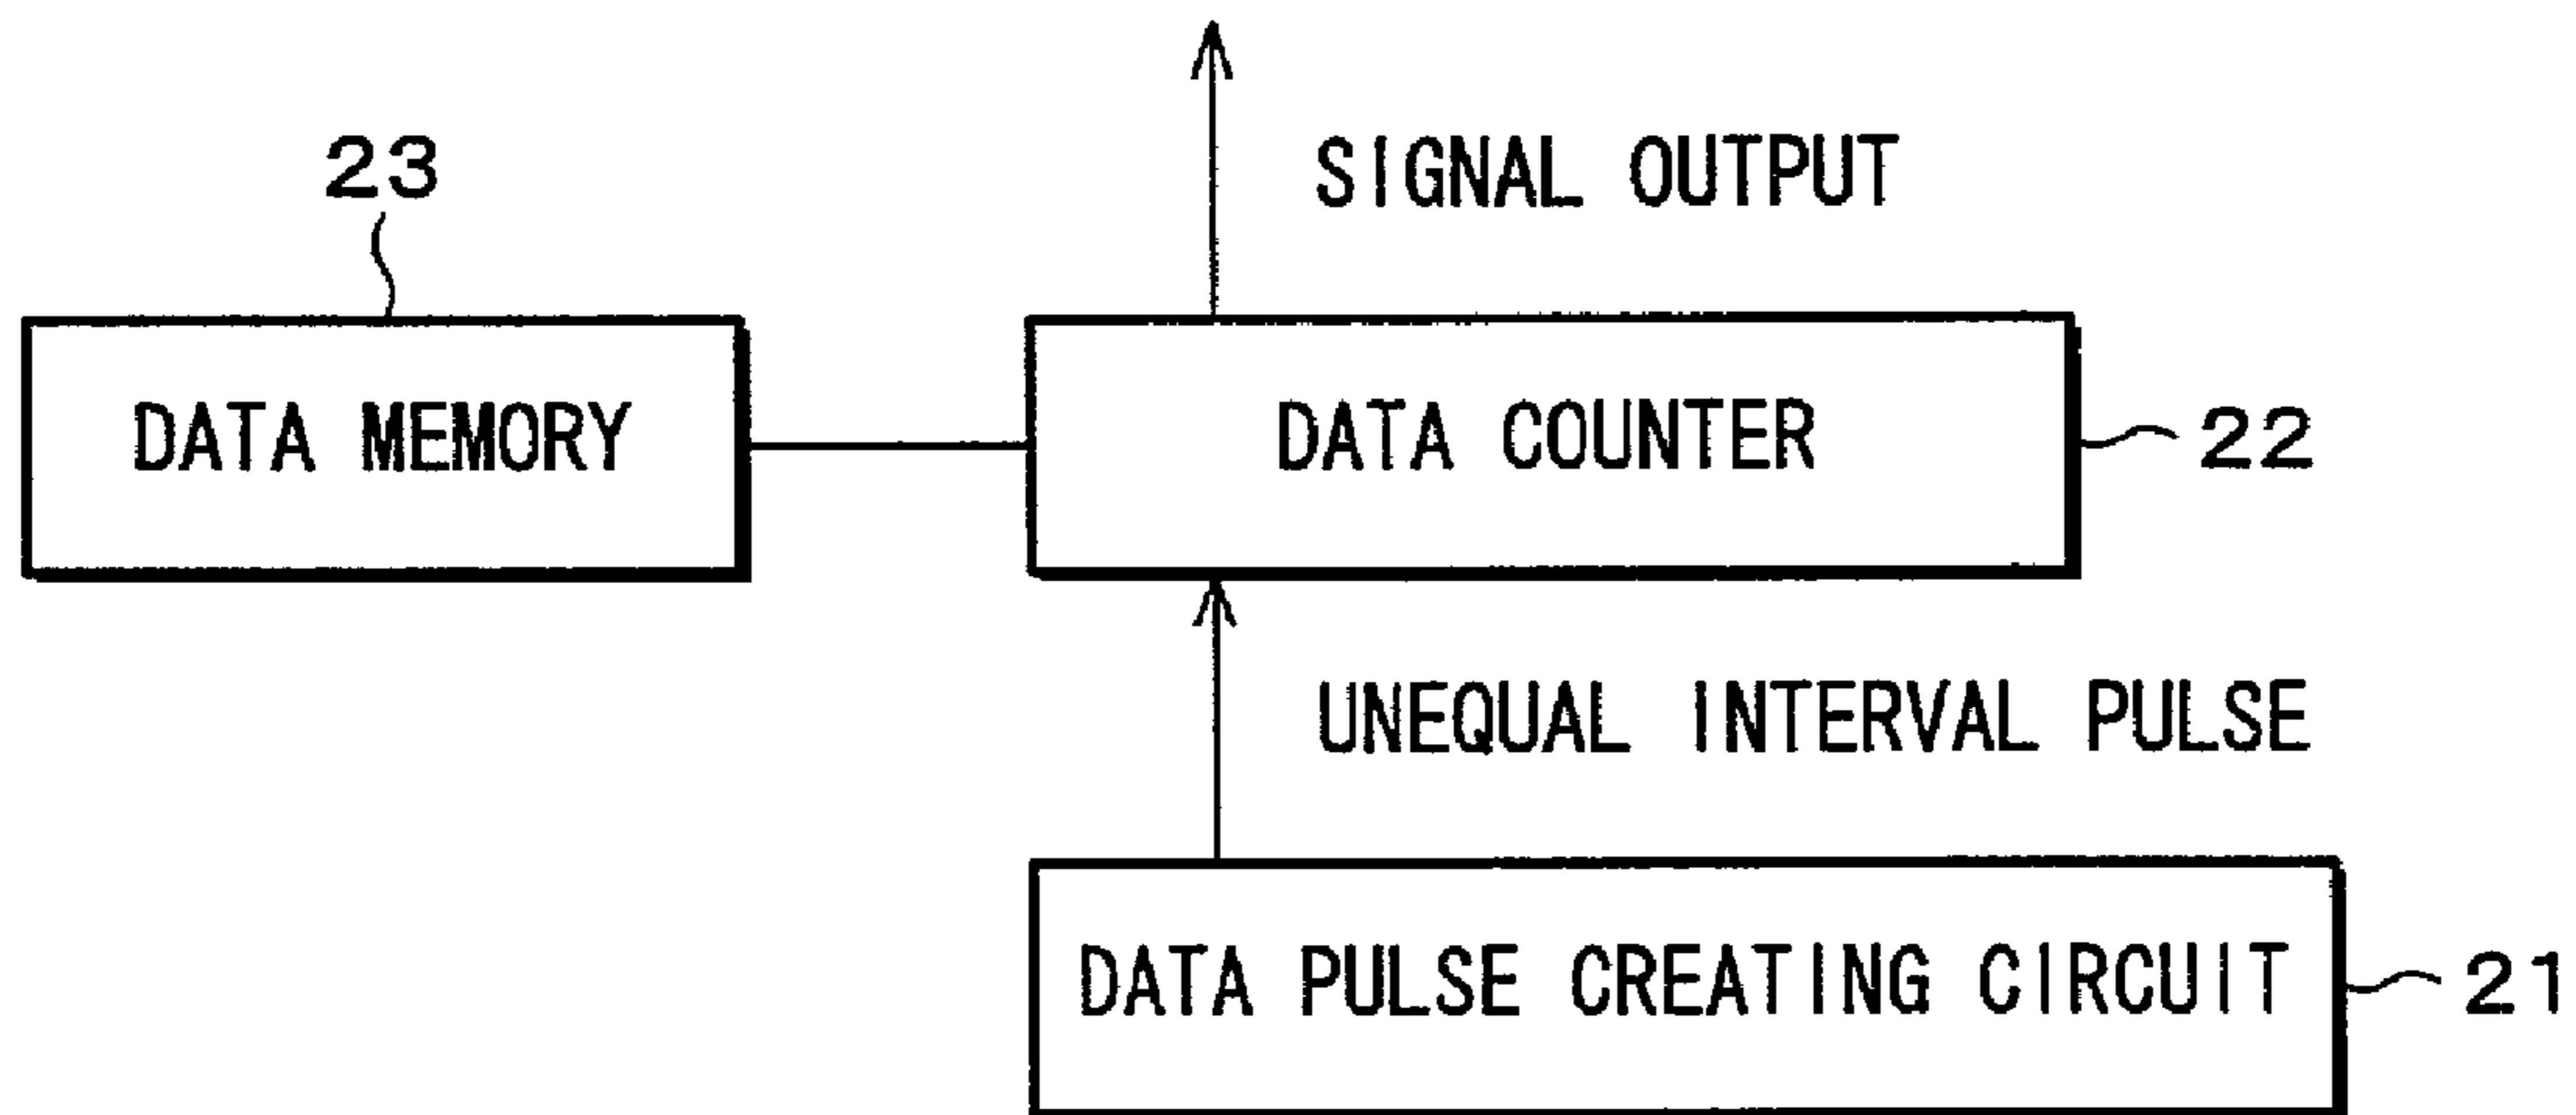 SIGNAL OUTPUT
23
DATA MEMORY
DATA COUNTER
22
UNEQUAL INTERVAL PULSE
DATA PULSE CREATING CIRCUIT
21